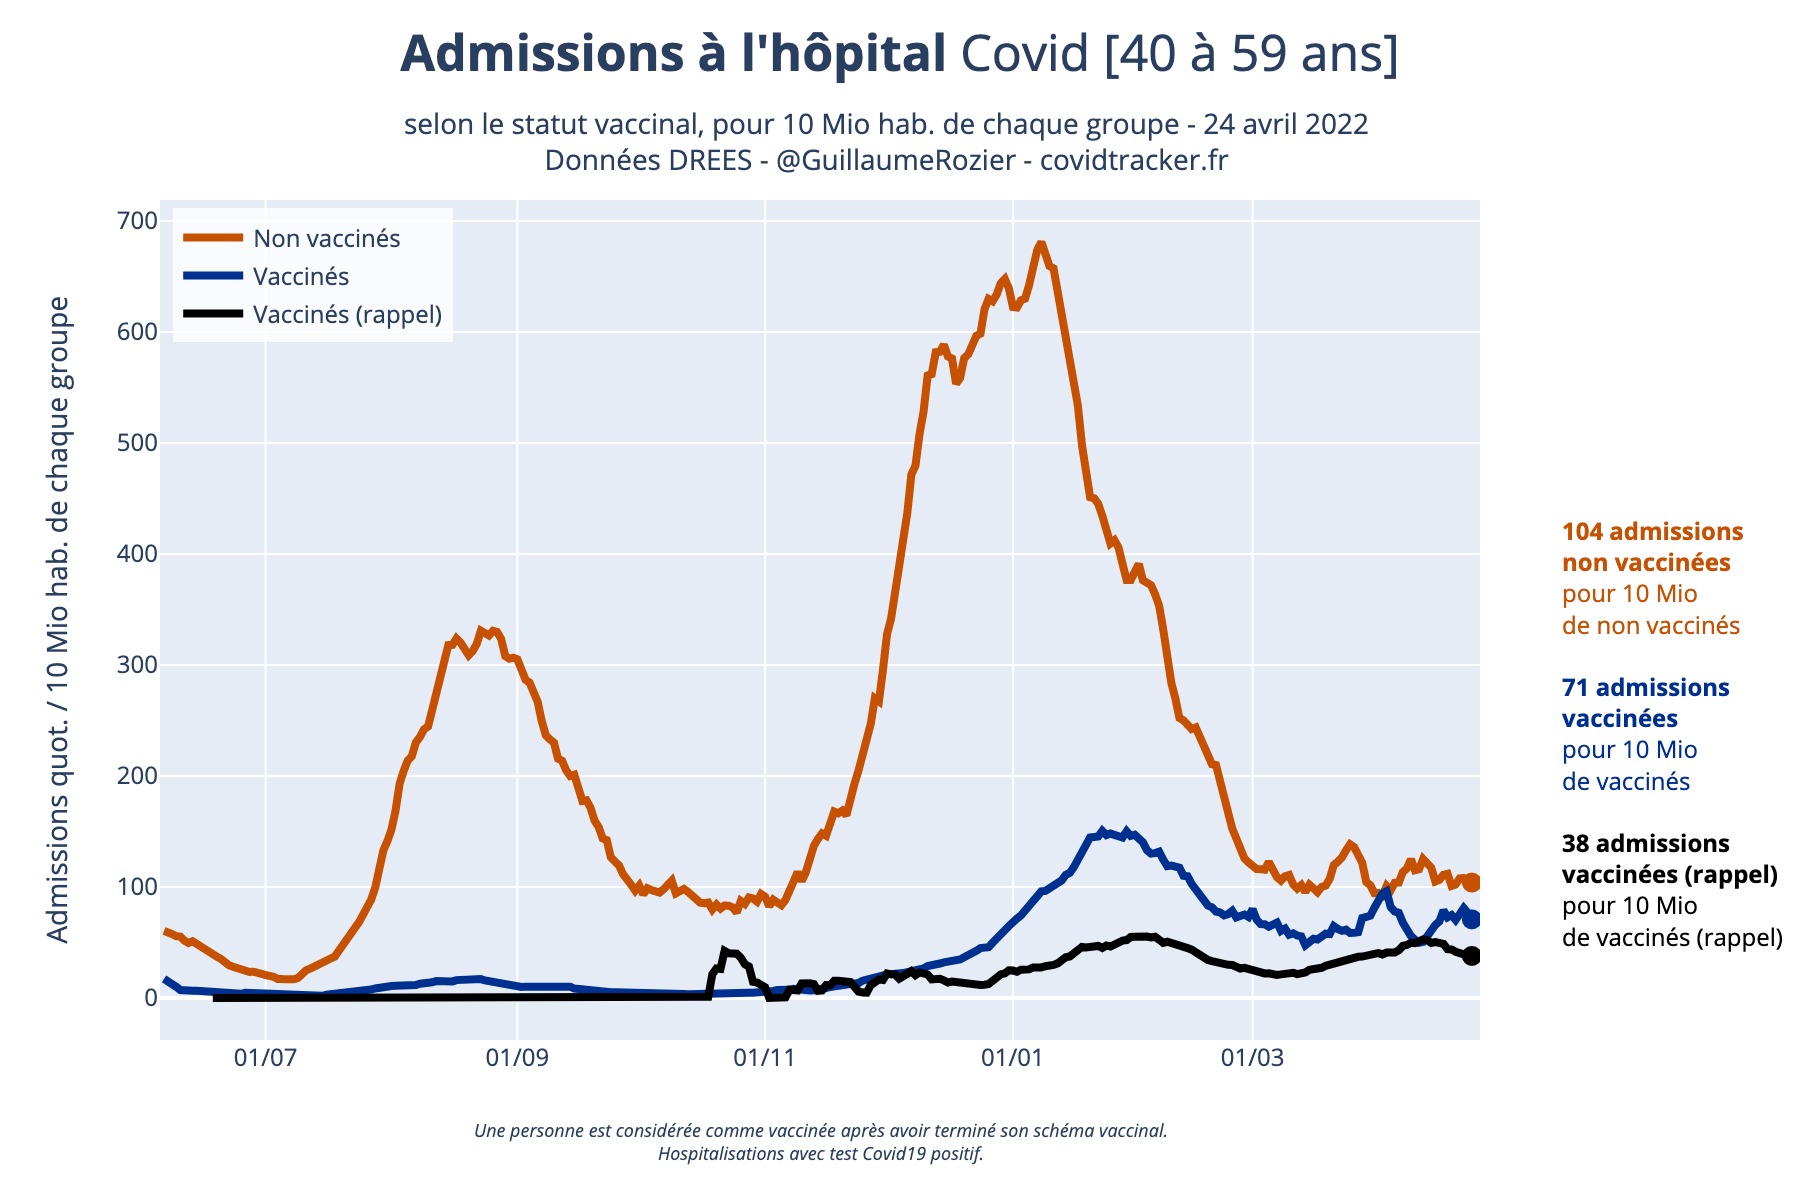 Admissions à l'hôpital Covid [40 à 59 ans]
selon le statut vaccinal, pour 10 Mio hab. de chaque groupe - 24 avril 2022
Données DREES - @GuillaumeRozier - covidtracker.fr
Admissions quot. / 10 Mio hab. de chaque groupe
700
600
500
400
300
200
100
0
Non vaccinés
Vaccinés
Vaccinés (rappel)
01/07
01/09
01/11
01/01
01/03
104 admissions
non vaccinées
pour 10 Mio
de non vaccinés
71 admissions
vaccinées
pour 10 Mio
de vaccinés
38 admissions
vaccinées (rappel)
pour 10 Mio
de vaccinés (rappel)
Une personne est considérée comme vaccinée après avoir terminé son schéma vaccinal.
Hospitalisations avec test Covid19 positif.